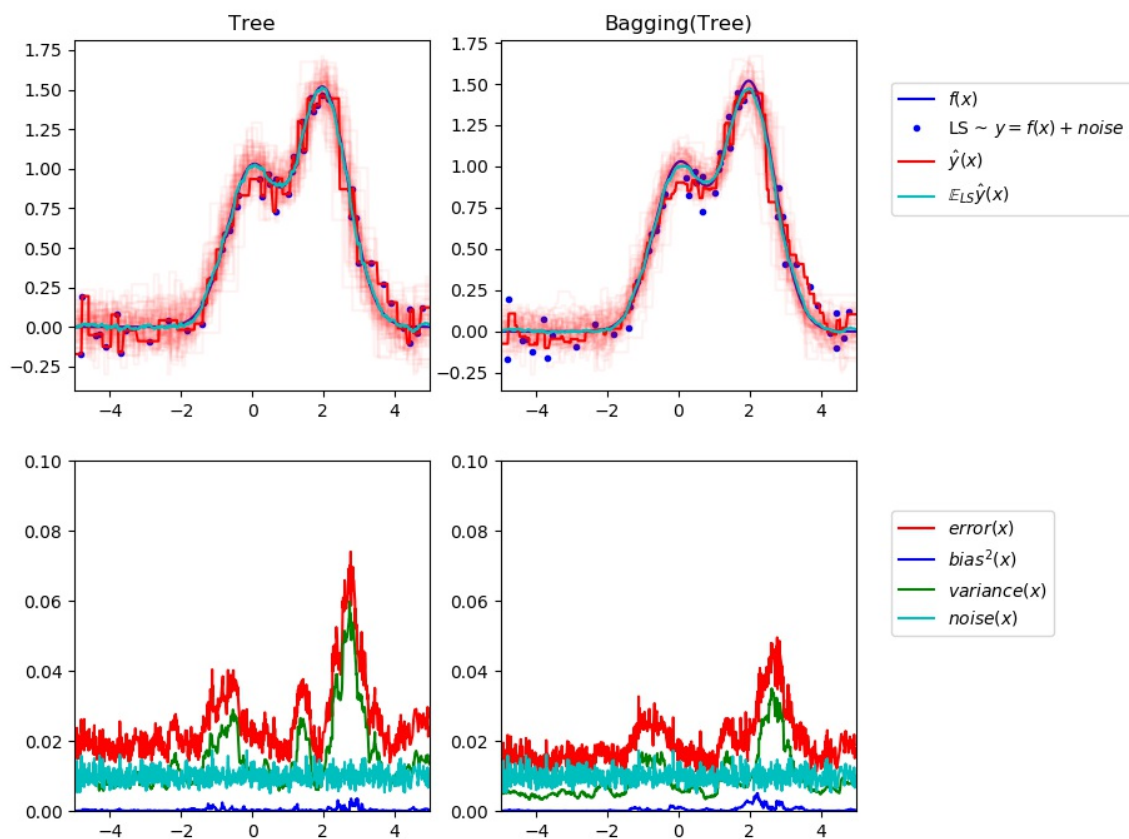 Tree
Bagging(Tree)
1.75
1.50
1.25
1.00
0.75
0.50
0.25
0.00
−0.25
−4 −2 0 2 4
1.75
1.50
1.25
1.00
0.75
0.50
0.25
0.00
−0.25
−4 −2 0 2 4
f(x)
LS ~ y = f(x) + noise
ŷ(x)
𝔼_LS ŷ(x)
0.10
0.08
0.06
0.04
0.02
0.00
−4 −2 0 2 4
0.10
0.08
0.06
0.04
0.02
0.00
−4 −2 0 2 4
error(x)
bias²(x)
variance(x)
noise(x)